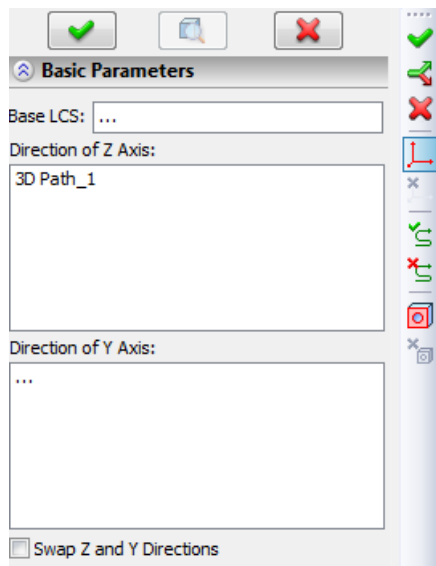 Basic Parameters
Base LCS: ...
Direction of Z Axis:
3D Path_1
Direction of Y Axis:
...
Swap Z and Y Directions